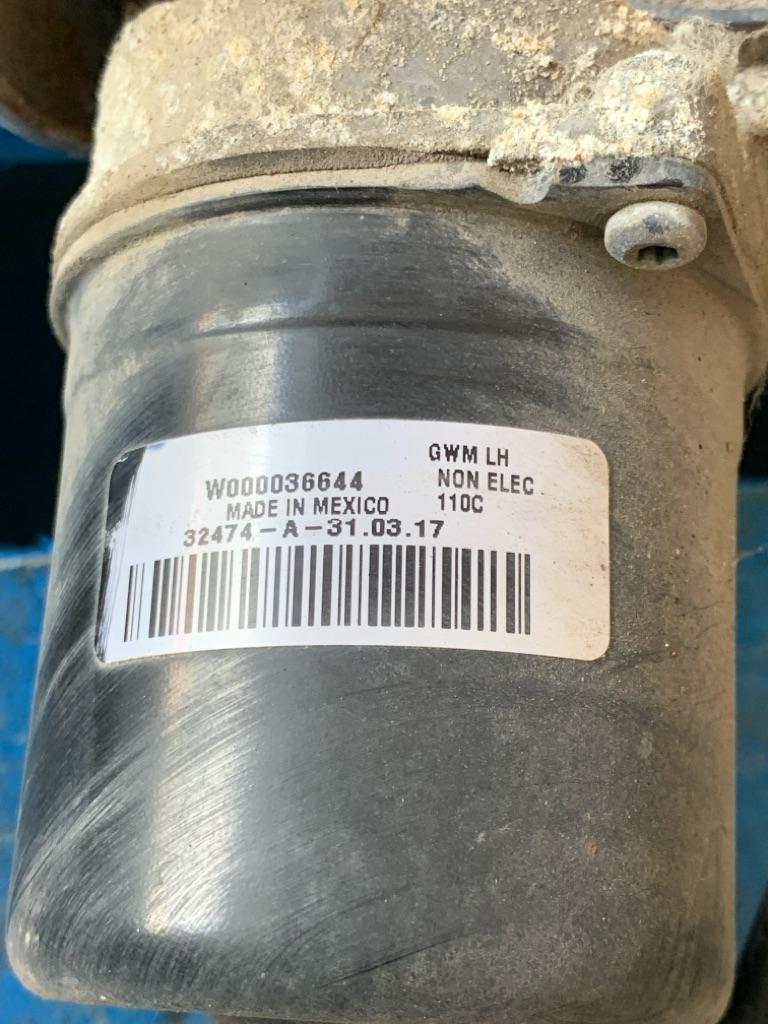 GWM LH
W000036644 NON ELEC
MADE IN MEXICO 110C
32474-A-31.03.17